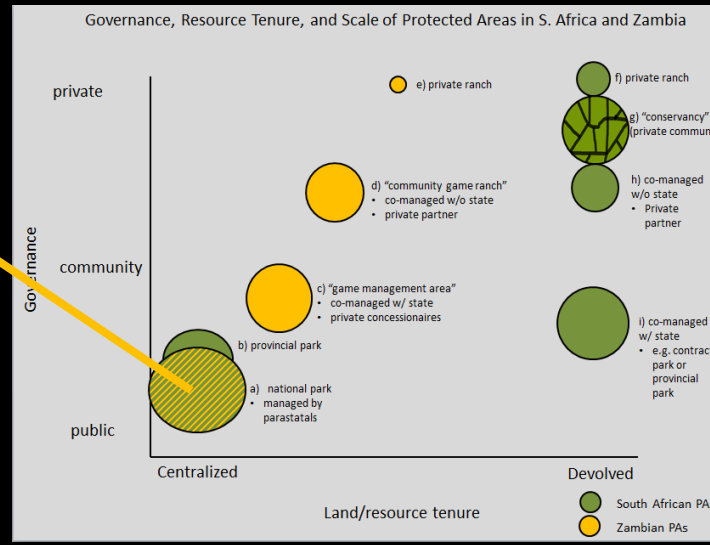 Governance, Resource Tenure, and Scale of Protected Areas in S. Africa and Zambia
private
e) private ranch
f) private ranch
g) "conservancy"
(private commun
d) "community game ranch"
• co-managed w/o state
• private partner
h) co-managed
w/o state
• Private
partner
Governance
community
c) "game management area"
• co-managed w/ state
• private concessionaires
i) co-managed
w/ state
• e.g. contract
park or
provincial
park
b) provincial park
a) national park
• managed by
parastatals
public
Centralized
Devolved
Land/resource tenure
South African PA
Zambian PAs